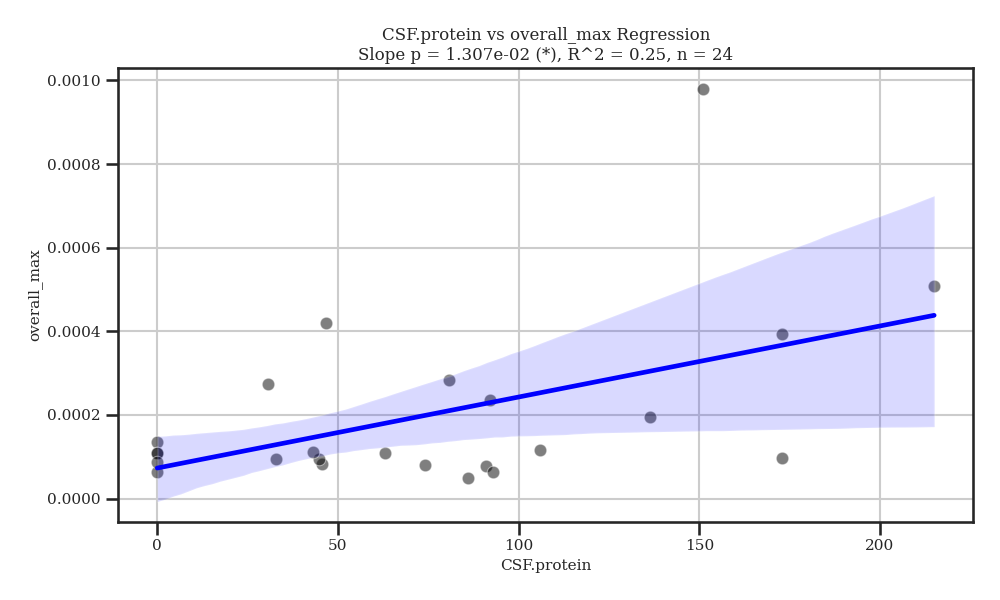 CSF.protein vs overall_max Regression
Slope p = 1.307e-02 (*), R^2 = 0.25, n = 24
0.0010
0.0008
0.0006
0.0004
0.0002
0.0000
overall_max
0 50 100 150 200
CSF.protein